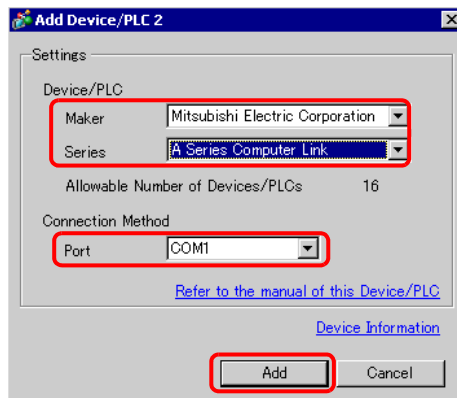 Add Device/PLC 2
Settings
Device/PLC
Maker Mitsubishi Electric Corporation
Series A Series Computer Link
Allowable Number of Devices/PLCs 16
Connection Method
Port COM1
Refer to the manual of this Device/PLC
Device Information
Add Cancel